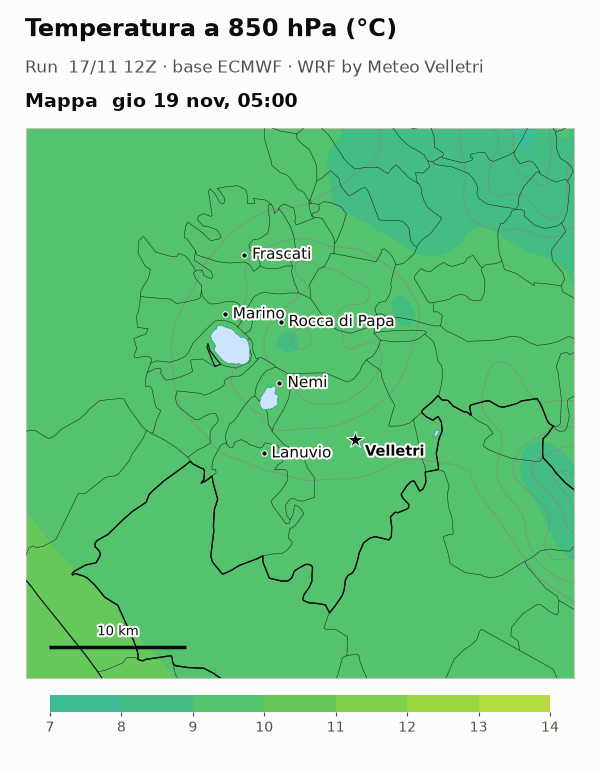 Temperatura a 850 hPa (°C)
Run  17/11 12Z · base ECMWF · WRF by Meteo Velletri
Mappa  gio 19 nov, 05:00
Frascati
Marino
Rocca di Papa
Nemi
Velletri
Lanuvio
10 km
7 8 9 10 11 12 13 14